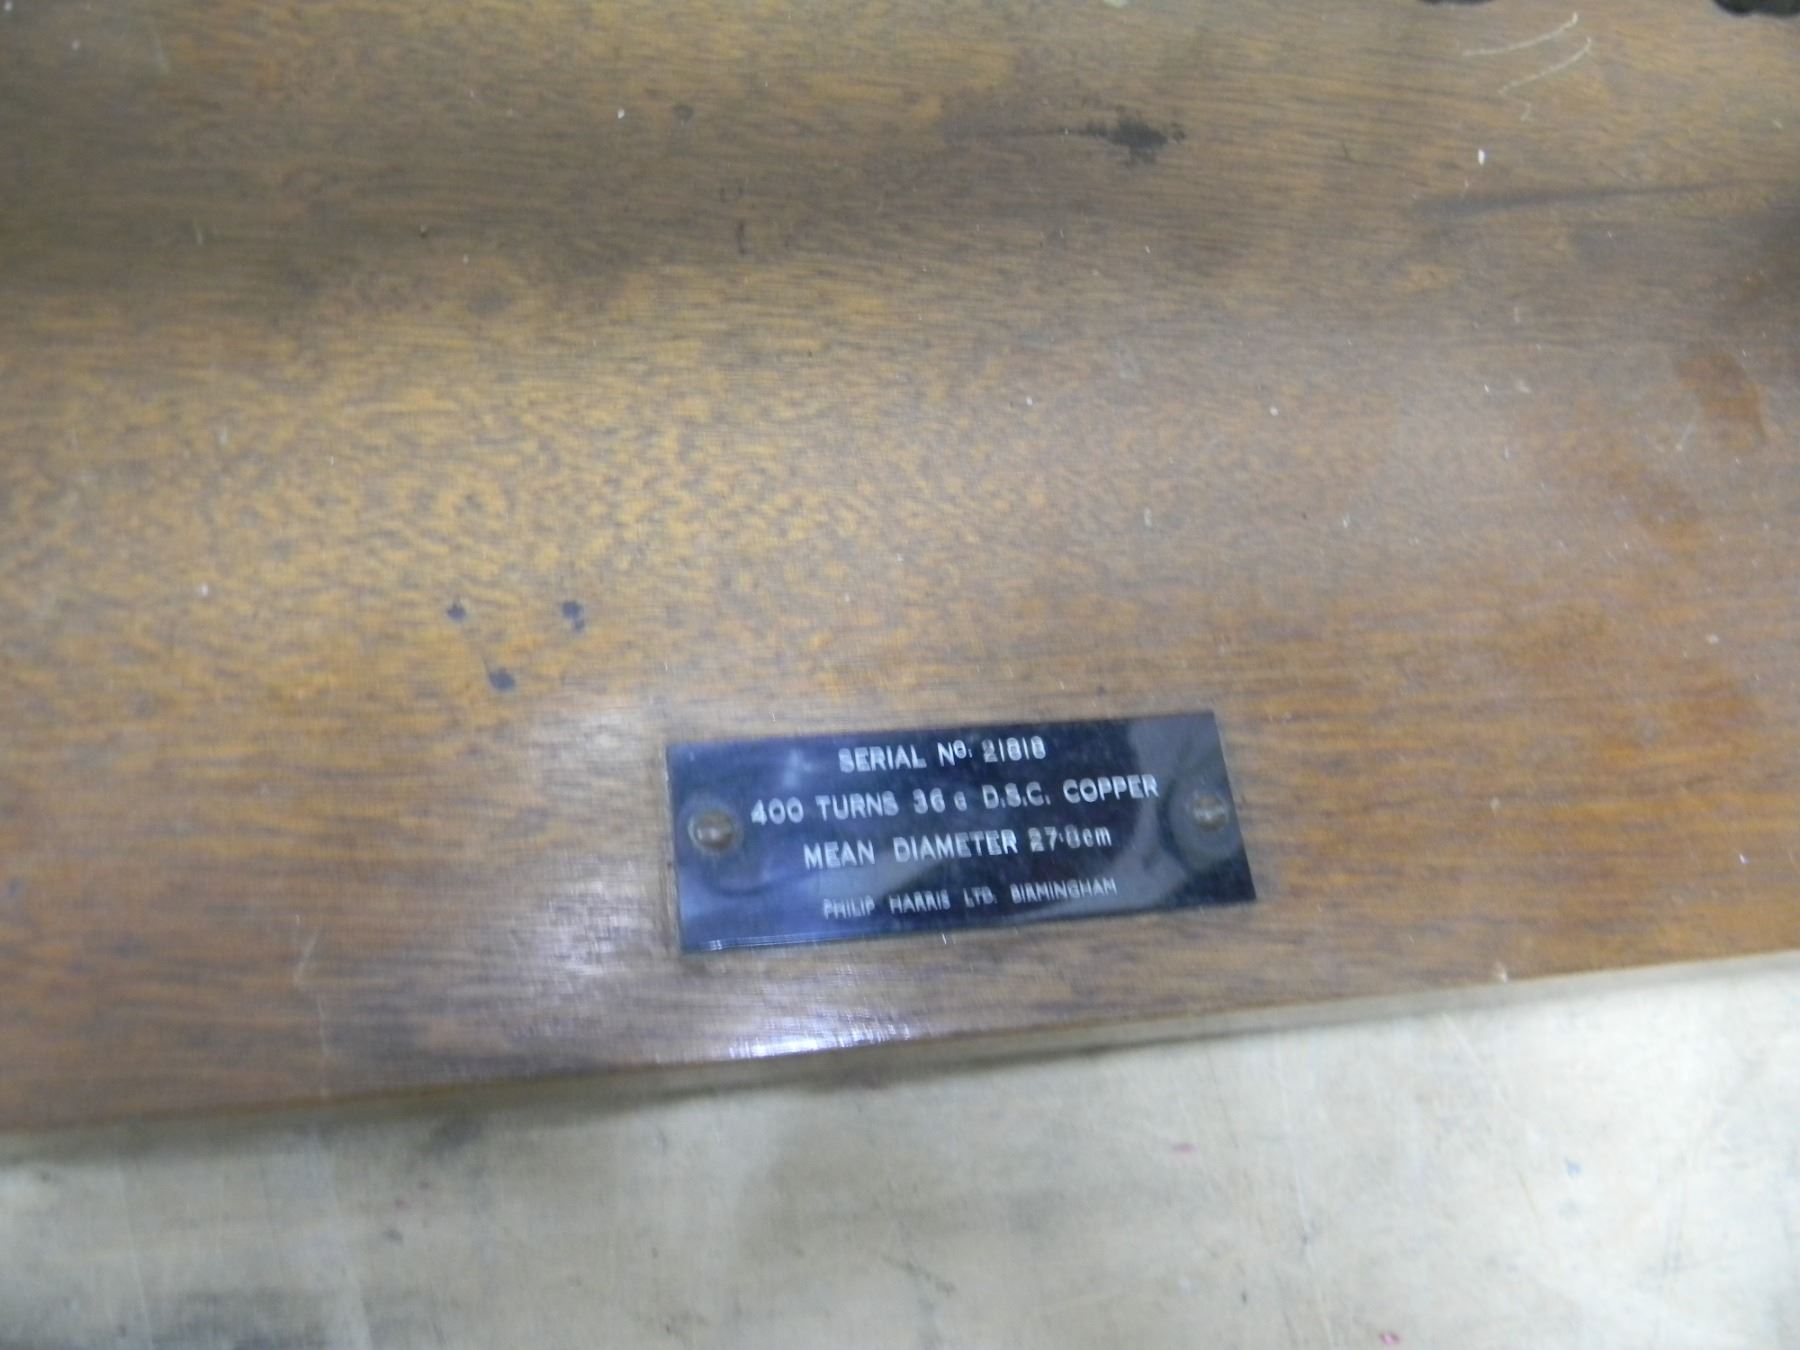 SERIAL Nº. 21818
400 TURNS 36 G D.S.C. COPPER
MEAN DIAMETER 27·8cm
PHILIP HARRIS LTD. BIRMINGHAM